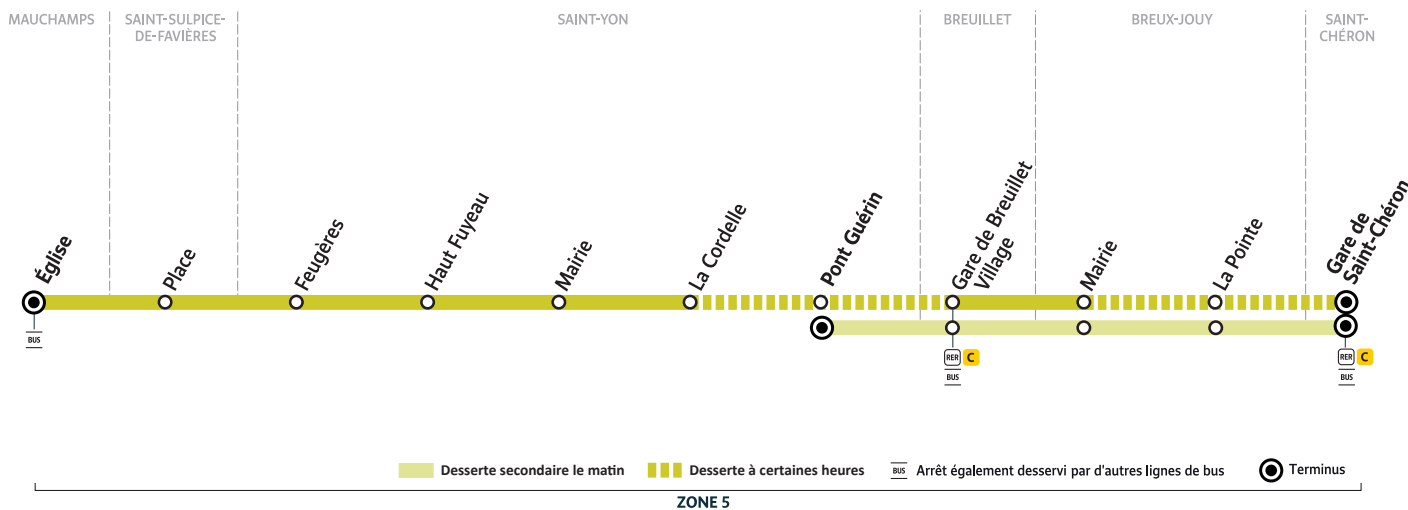 MAUCHAMPS
SAINT-SULPICE-
DE-FAVIÈRES
SAINT-YON
BREUILLET
BREUX-JOUY
SAINT-
CHÉRON
Église
Place
Feugères
Haut Fuyeau
Mairie
La Cordelle
Pont Guérin
Gare de Breuillet
Village
Mairie
La Pointe
Gare de
Saint-Chéron
BUS
RER C
BUS
RER C
BUS
Desserte secondaire le matin
Desserte à certaines heures
BUS Arrêt également desservi par d'autres lignes de bus
Terminus
ZONE 5